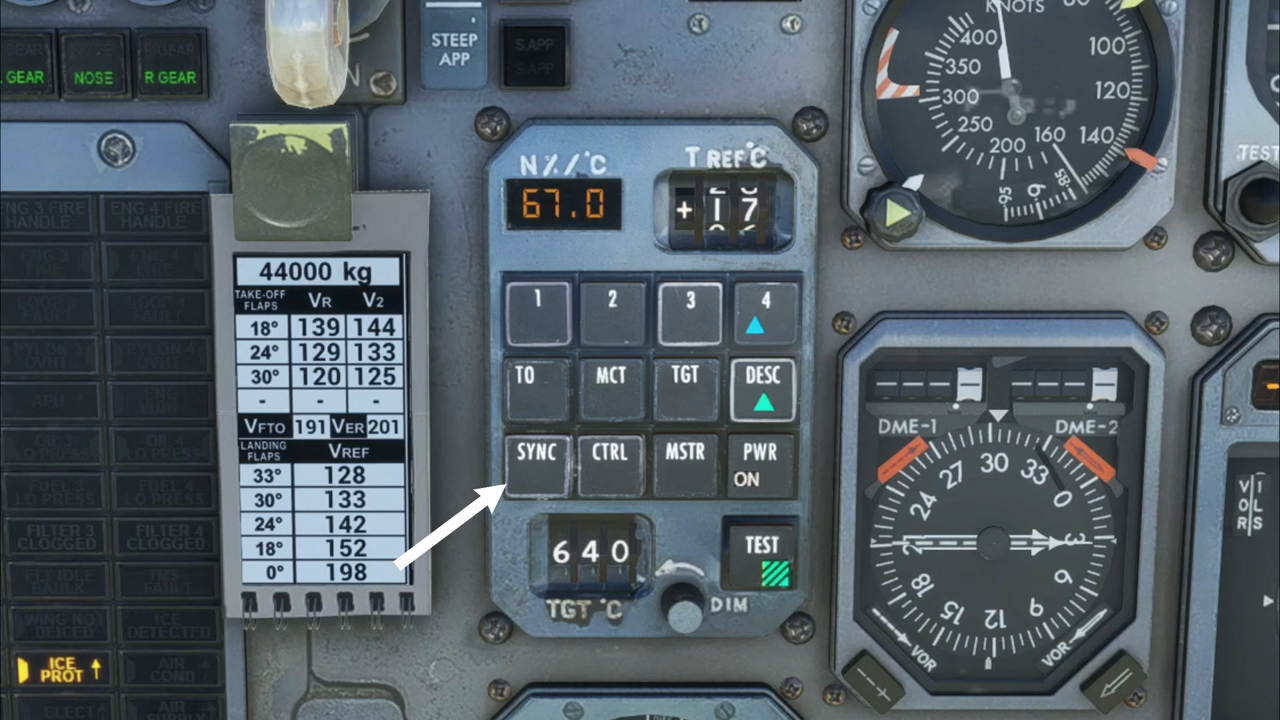 STEEP
APP
S.APP
S.APP
GEAR
NOSE
R GEAR
KNOTS
80
100
120
140
160
200
250
300
350
400
TEST
N%/°C
T REF°C
67.0
+17
44000 kg
TAKE-OFF
FLAPS VR V2
18° 139 144
24° 129 133
30° 120 125
- - -
VFTO 191 VER 201
LANDING
FLAPS VREF
33° 128
30° 133
24° 142
18° 152
0° 198
1 2 3 4
TO MCT TGT DESC
SYNC CTRL MSTR PWR
ON
640
TEST
TGT °C
DIM
DME-1 DME-2
30 33 0 3 6 9 12 15 18 24 27
VOR VOR
ENG 3 FIRE
HANDLE
ENG 4 FIRE
HANDLE
FILTER 3
CLOGGED
FILTER 4
CLOGGED
WING NOT
DEICED
ICE
DETECTED
ICE
PROT
AIR
COND
ELECT
AIR
V I
O L
R S